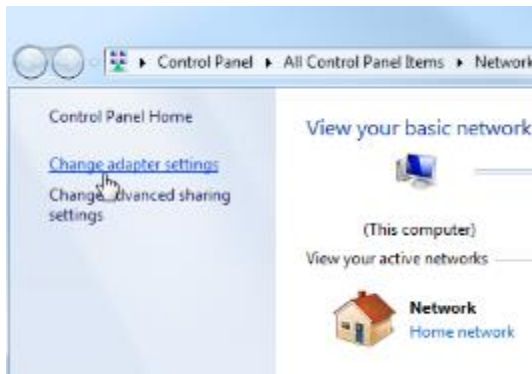 Control Panel ▸ All Control Panel Items ▸ Network
Control Panel Home
Change adapter settings
Change advanced sharing
settings
View your basic network
(This computer)
View your active networks
Network
Home network